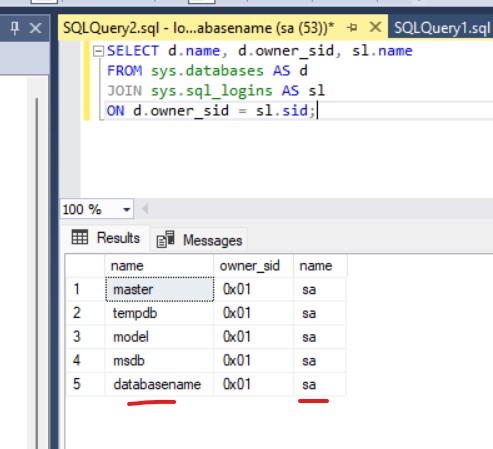 SQLQuery2.sql - lo...abasename (sa (53))* SQLQuery1.sql
SELECT d.name, d.owner_sid, sl.name
FROM sys.databases AS d
JOIN sys.sql_logins AS sl
ON d.owner_sid = sl.sid;
100 %
Results Messages
name owner_sid name
1 master 0x01 sa
2 tempdb 0x01 sa
3 model 0x01 sa
4 msdb 0x01 sa
5 databasename 0x01 sa